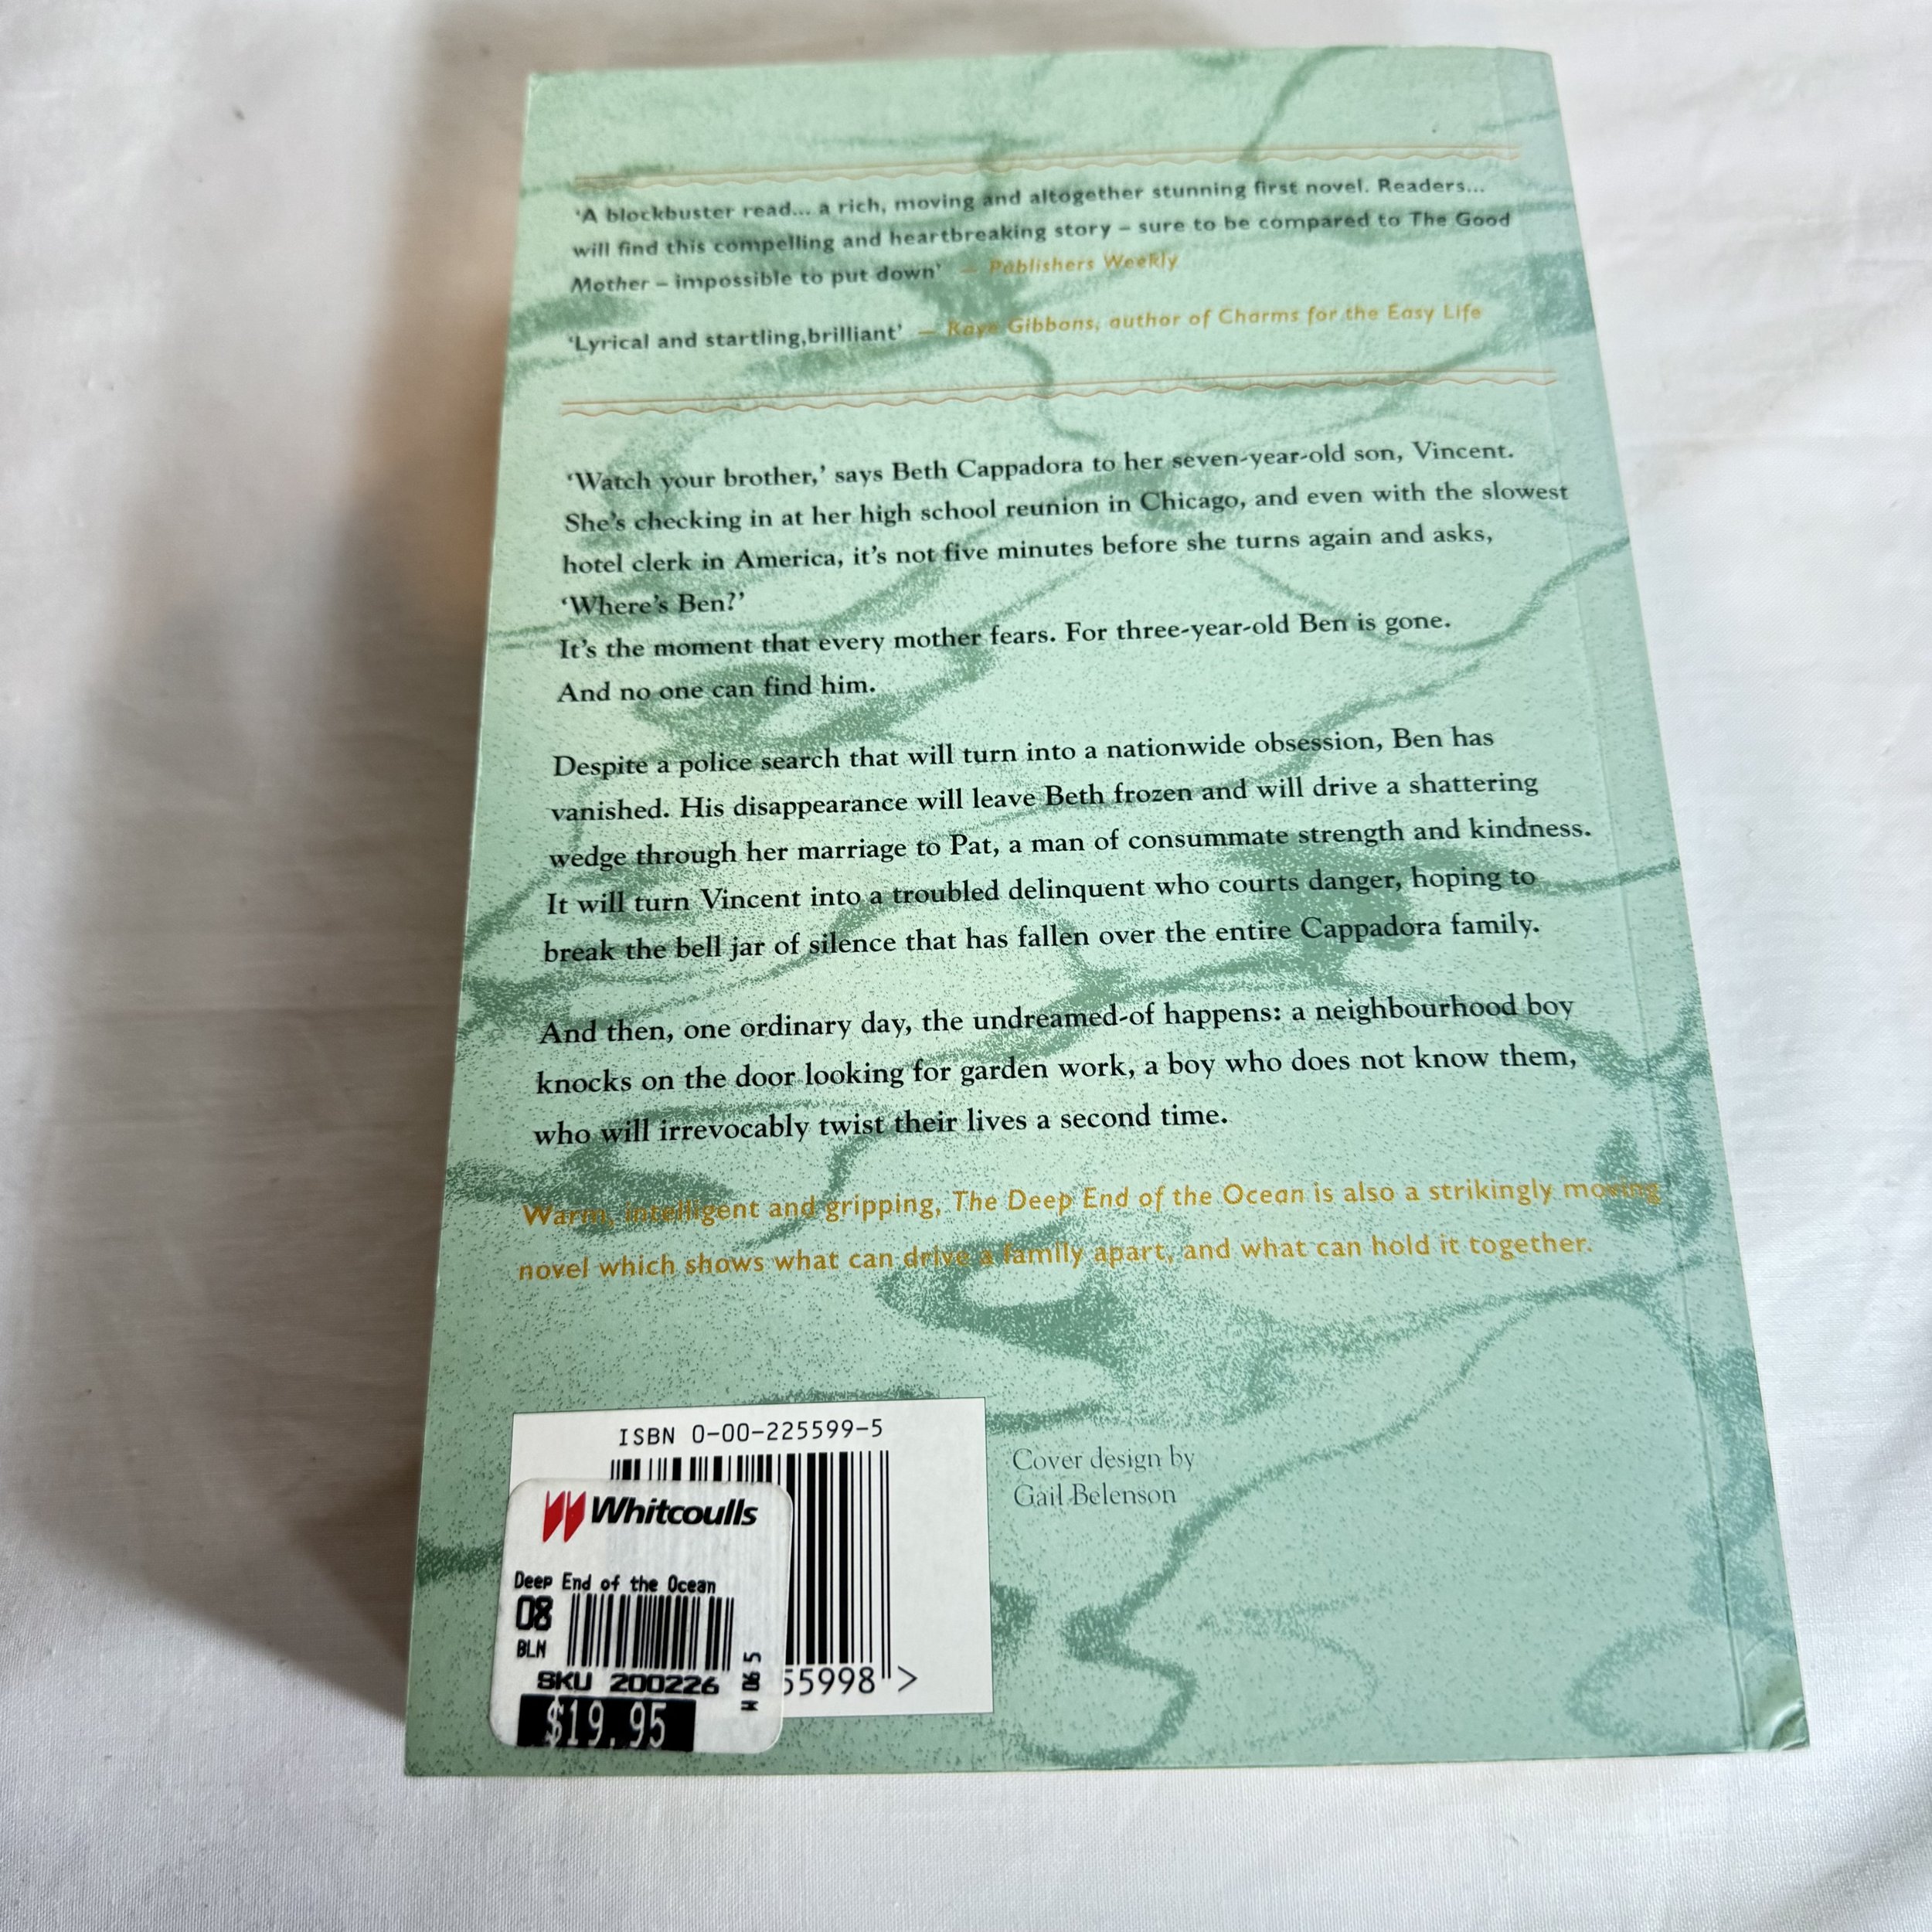 ‘A blockbuster read... a rich, moving and altogether stunning first novel. Readers...
will find this compelling and heartbreaking story – sure to be compared to The Good
Mother – impossible to put down’ – Publishers Weekly
‘Lyrical and startling,brilliant’ – Kaye Gibbons, author of Charms for the Easy Life
‘Watch your brother,’ says Beth Cappadora to her seven-year-old son, Vincent.
She’s checking in at her high school reunion in Chicago, and even with the slowest
hotel clerk in America, it’s not five minutes before she turns again and asks,
‘Where’s Ben?’
It’s the moment that every mother fears. For three-year-old Ben is gone.
And no one can find him.
Despite a police search that will turn into a nationwide obsession, Ben has
vanished. His disappearance will leave Beth frozen and will drive a shattering
wedge through her marriage to Pat, a man of consummate strength and kindness.
It will turn Vincent into a troubled delinquent who courts danger, hoping to
break the bell jar of silence that has fallen over the entire Cappadora family.
And then, one ordinary day, the undreamed-of happens: a neighbourhood boy
knocks on the door looking for garden work, a boy who does not know them,
who will irrevocably twist their lives a second time.
Warm, intelligent and gripping, The Deep End of the Ocean is also a strikingly moving
novel which shows what can drive a family apart, and what can hold it together.
ISBN 0-00-225599-5
Cover design by
Gail Belenson
Whitcoulls
Deep End of the Ocean
08
BLN
SKU 200226
$19.95
M 06 5
55998 >